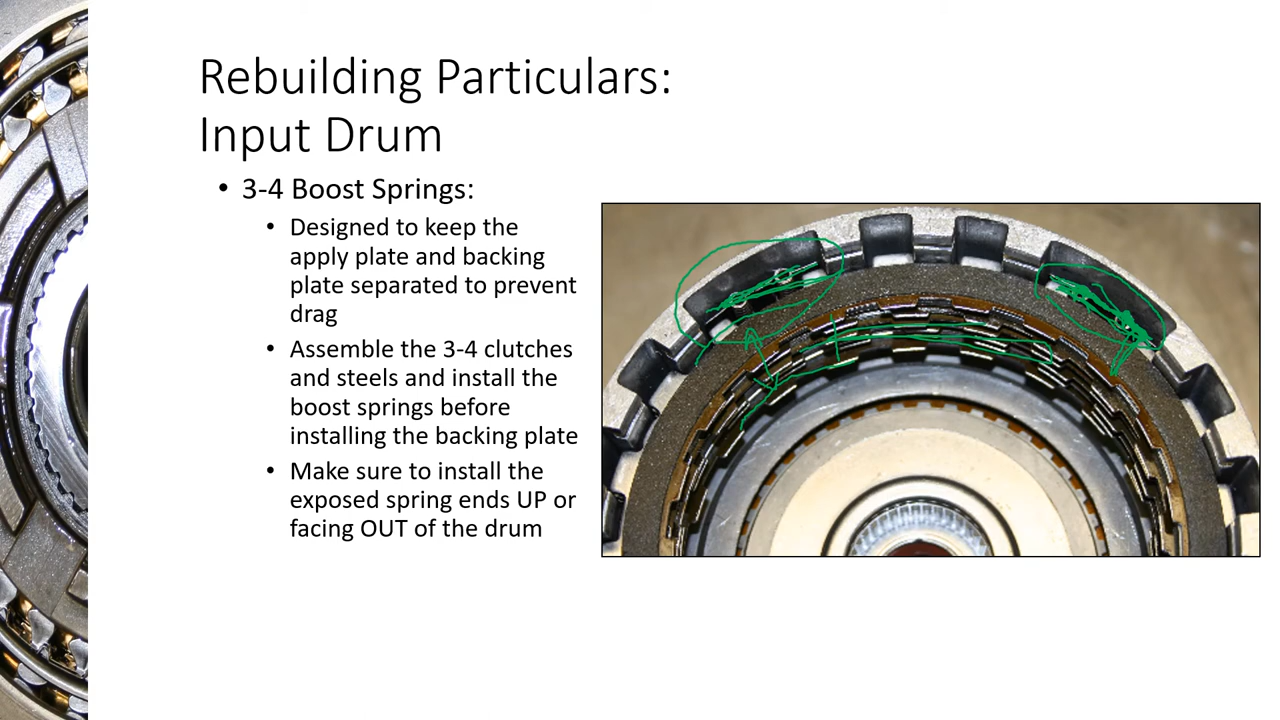 Rebuilding Particulars:
Input Drum
• 3-4 Boost Springs:
• Designed to keep the
apply plate and backing
plate separated to prevent
drag
• Assemble the 3-4 clutches
and steels and install the
boost springs before
installing the backing plate
• Make sure to install the
exposed spring ends UP or
facing OUT of the drum